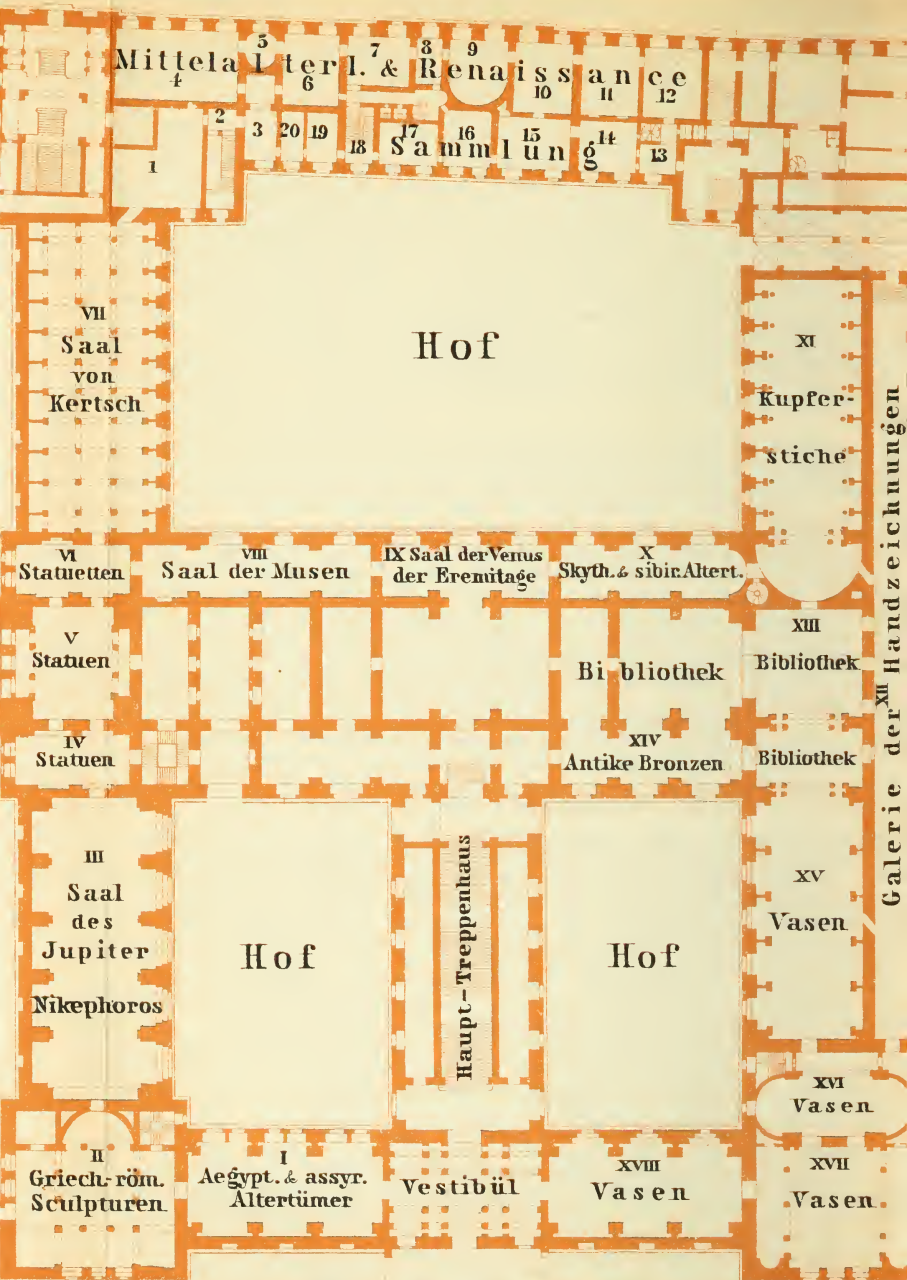 5
7
8
9
Mittelalterl. & Renaissance
4
6
10
11
12
2
3
20
19
18
17
16
15
14
13
Sammlung
1
VII
Saal
von
Kertsch
Hof
XI
Kupfer-
stiche
Galerie der XII Handzeichnungen
VI
Statuetten
VIII
Saal der Musen
IX Saal der Venus
der Eremitage
X
Skyth. & sibir. Altert.
V
Statuen
Bibliothek
XIII
Bibliothek
IV
Statuen
XIV
Antike Bronzen
Bibliothek
III
Saal
des
Jupiter
Nikephoros
Hof
Haupt-Treppenhaus
Hof
XV
Vasen
XVI
Vasen
II
Griech.-röm.
Sculpturen
I
Aegypt. & assyr.
Altertümer
Vestibül
XVIII
Vasen
XVII
Vasen